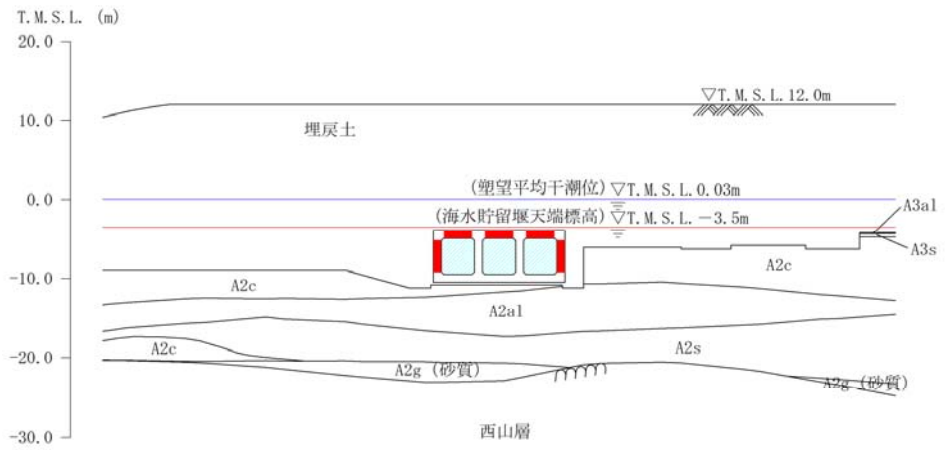 T.M.S.L. (m)
20.0
▽T.M.S.L.12.0m
10.0
埋戻土
(塑望平均干潮位)▽T.M.S.L.0.03m
0.0
(海水貯留堰天端標高)▽T.M.S.L.－3.5m
A3al
A3s
A2c
A2c
-10.0
A2al
A2c
A2s
-20.0
A2g(砂質)
A2g(砂質)
-30.0
西山層